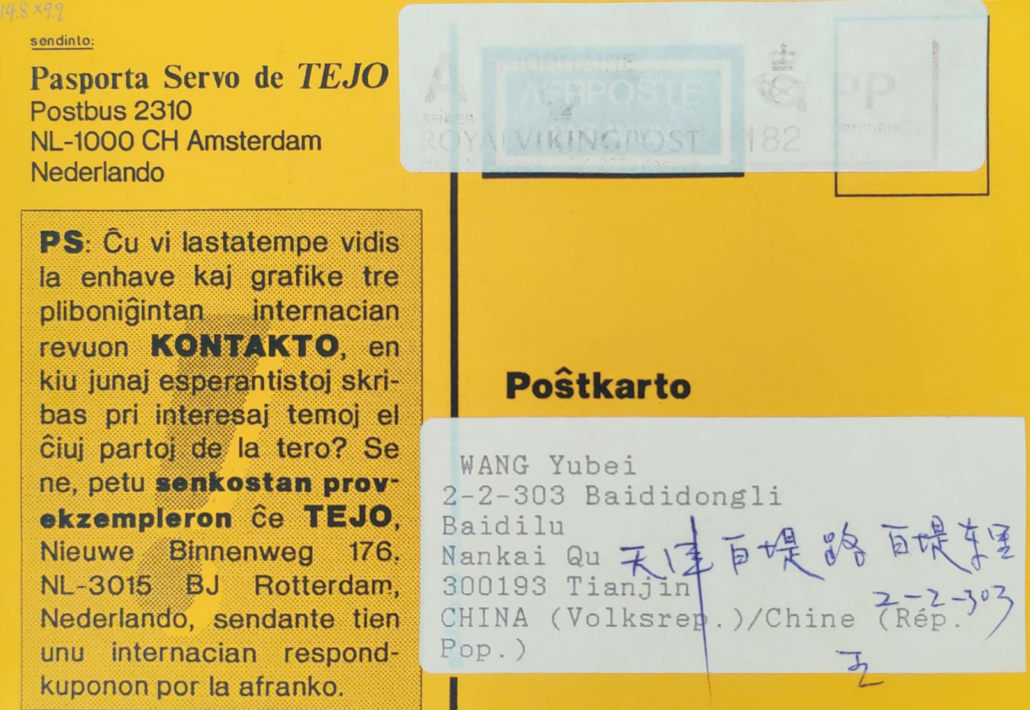 14.8×9.9
sendinto:
Pasporta Servo de TEJO
Postbus 2310
NL-1000 CH Amsterdam
Nederlando
PS: Ĉu vi lastatempe vidis
la enhave kaj grafike tre
pliboniĝintan internacian
revuon KONTAKTO, en
kiu junaj esperantistoj skri-
bas pri interesaj temoj el
ĉiuj partoj de la tero? Se
ne, petu senkostan prov-
ekzempleron ĉe TEJO,
Nieuwe Binnenweg 176,
NL-3015 BJ Rotterdam,
Nederlando, sendante tien
unu internacian respond-
kuponon por la afranko.
A
PP
AEROPOSTE
ROYAL VIKING POST 182
Poŝtkarto
WANG Yubei
2-2-303 Baididongli
Baidilu
Nankai Qu
300193 Tianjin
CHINA (Volksrep.)/Chine (Rép.
Pop.)
天津 百堤路 百堤东里
2-2-303
王